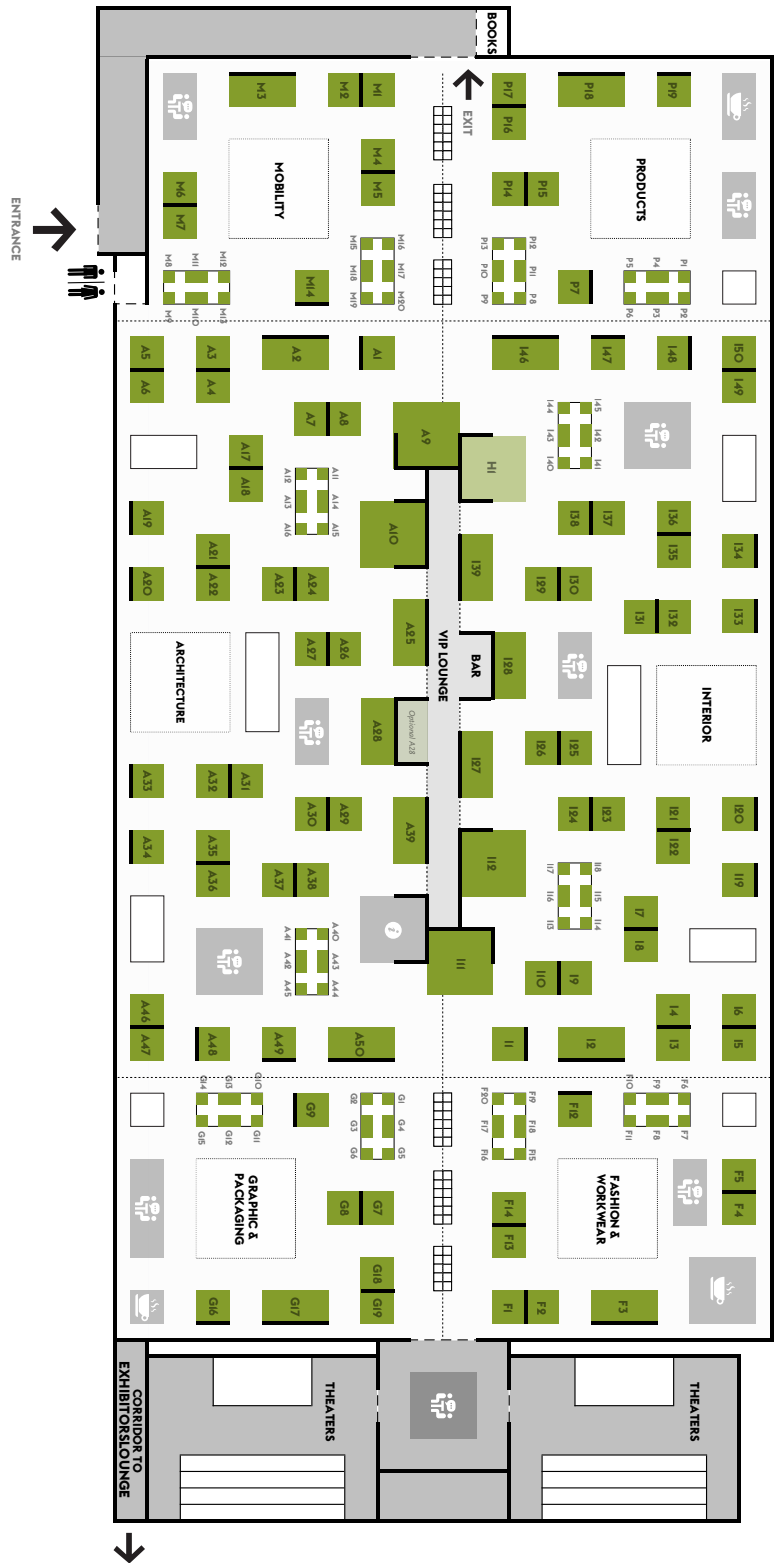 BOOKS
EXIT
ENTRANCE
MOBILITY
M1
M2
M3
M4
M5
M6
M7
M8
M9
M10
M11
M12
M13
M14
M15
M16
M17
M18
M19
M20
PRODUCTS
P1
P2
P3
P4
P5
P6
P7
P8
P9
P10
P11
P12
P13
P14
P15
P16
P17
P18
P19
ARCHITECTURE
A1
A2
A3
A4
A5
A6
A7
A8
A9
A10
A11
A12
A13
A14
A15
A16
A17
A18
A19
A20
A21
A22
A23
A24
A25
A26
A27
A28
Optional A28
A29
A30
A31
A32
A33
A34
A35
A36
A37
A38
A39
A40
A41
A42
A43
A44
A45
A46
A47
A48
A49
A50
i
VIP LOUNGE
BAR
H1
INTERIOR
I1
I2
I3
I4
I5
I6
I7
I8
I9
I10
I11
I12
I13
I14
I15
I16
I17
I18
I19
I20
I21
I22
I23
I24
I25
I26
I27
I28
I29
I30
I31
I32
I33
I34
I35
I36
I37
I38
I39
I40
I41
I42
I43
I44
I45
I46
I47
I48
I49
I50
GRAPHIC &
PACKAGING
G1
G2
G3
G4
G5
G6
G7
G8
G9
G10
G11
G12
G13
G14
G15
G16
G17
G18
G19
FASHION &
WORKWEAR
F1
F2
F3
F4
F5
F6
F7
F8
F9
F10
F11
F12
F13
F14
F15
F16
F17
F18
F19
F20
THEATERS
THEATERS
CORRIDOR TO
EXHIBITORSLOUNGE